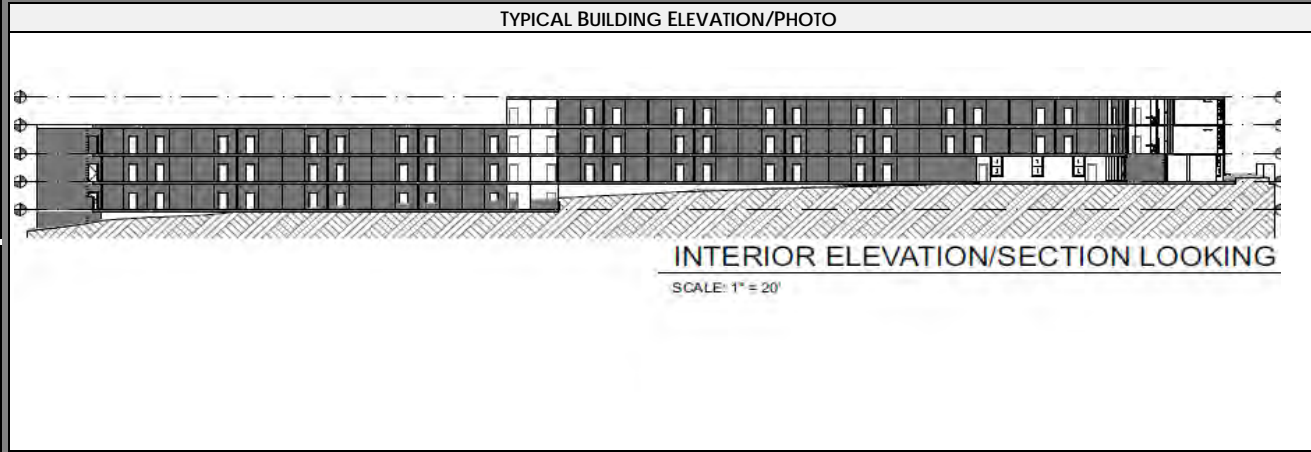 TYPICAL BUILDING ELEVATION/PHOTO
INTERIOR ELEVATION/SECTION LOOKING
SCALE: 1" = 20'